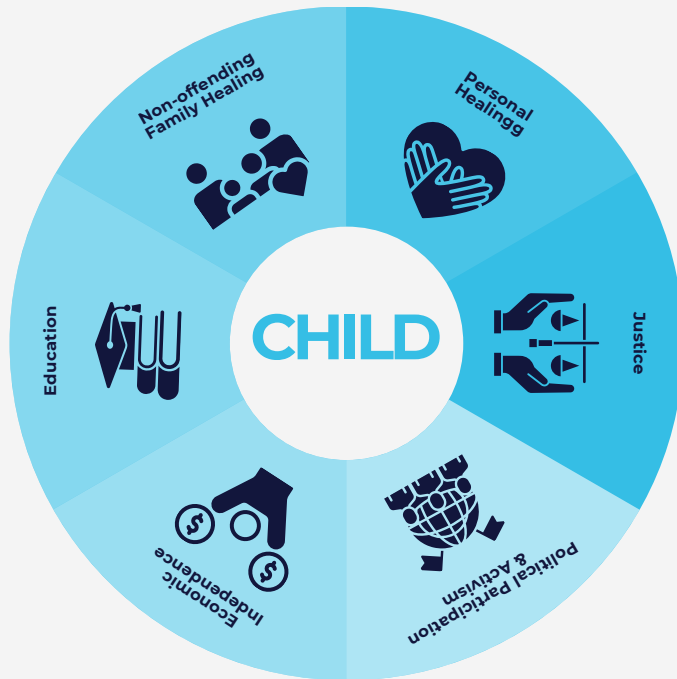 Non-offending
Family Healing
Personal
Healingg
Education
CHILD
Justice
Economic
Independence
Political Participation
& Activism
$
$